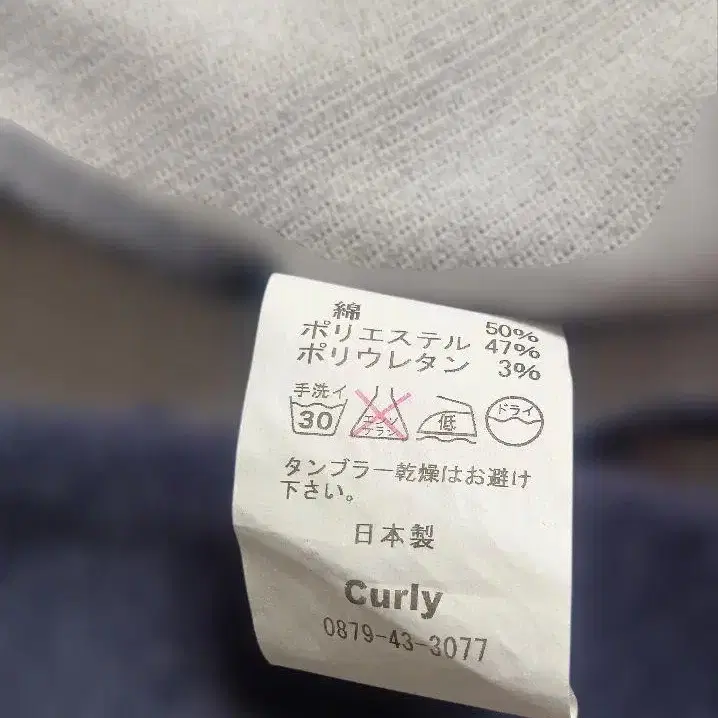 綿 50%
ポリエステル 47%
ポリウレタン 3%
手洗イ
30 エンソ 低 ドライ
サラシ
タンブラー乾燥はお避け
下さい。
日本製
Curly
0879-43-3077